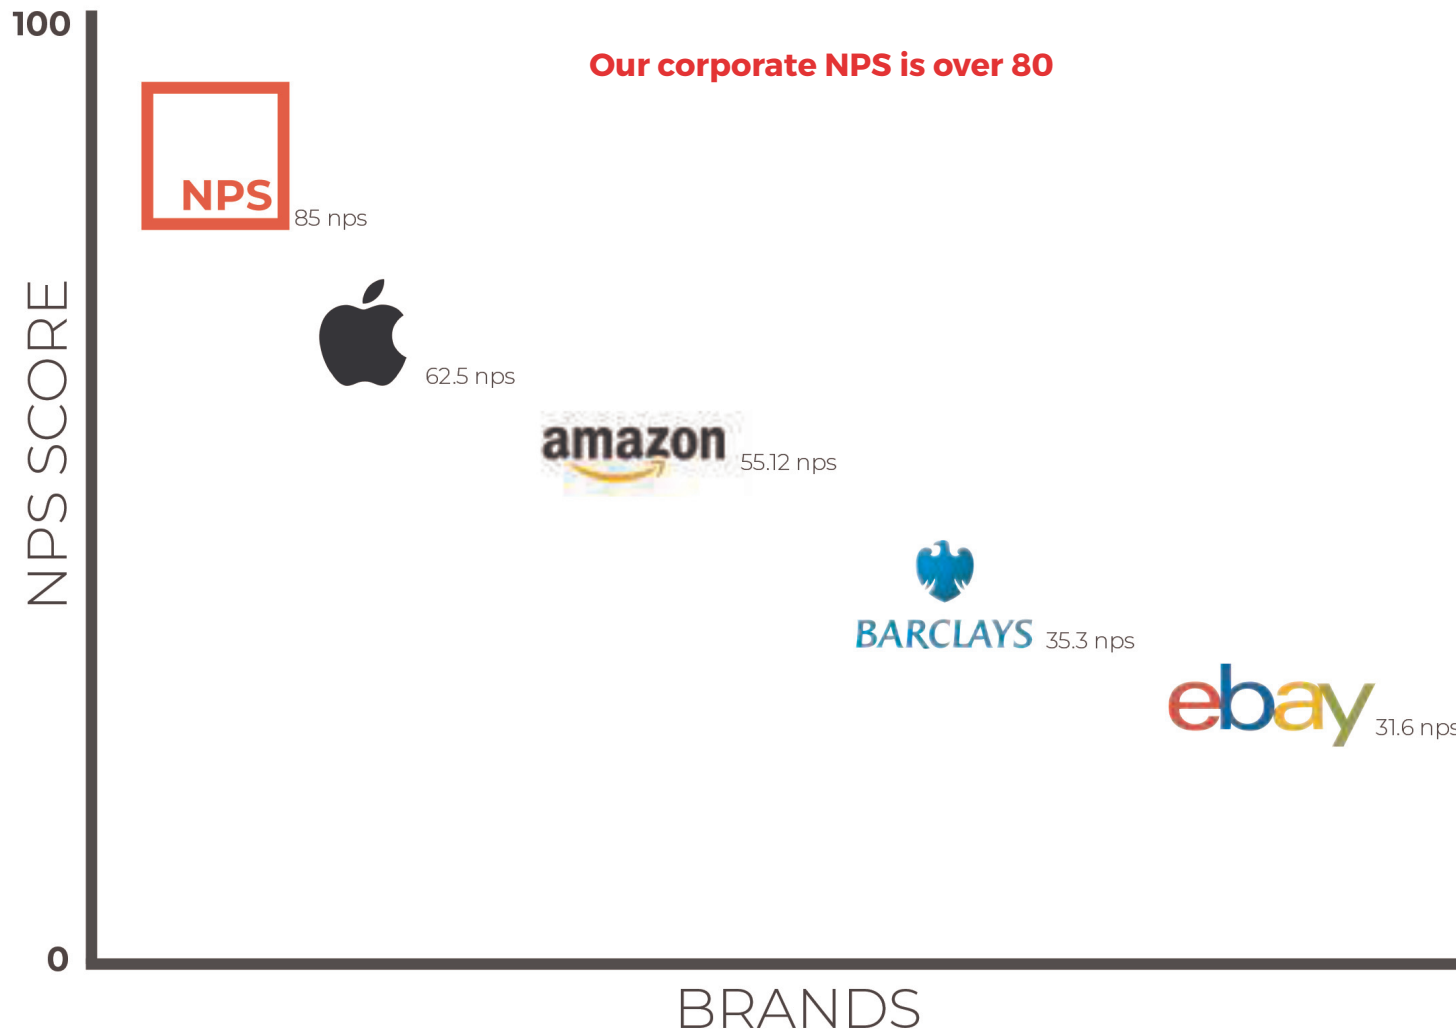 100
Our corporate NPS is over 80
NPS
85 nps
62.5 nps
amazon
55.12 nps
BARCLAYS
35.3 nps
ebay
31.6 nps
NPS SCORE
0
BRANDS